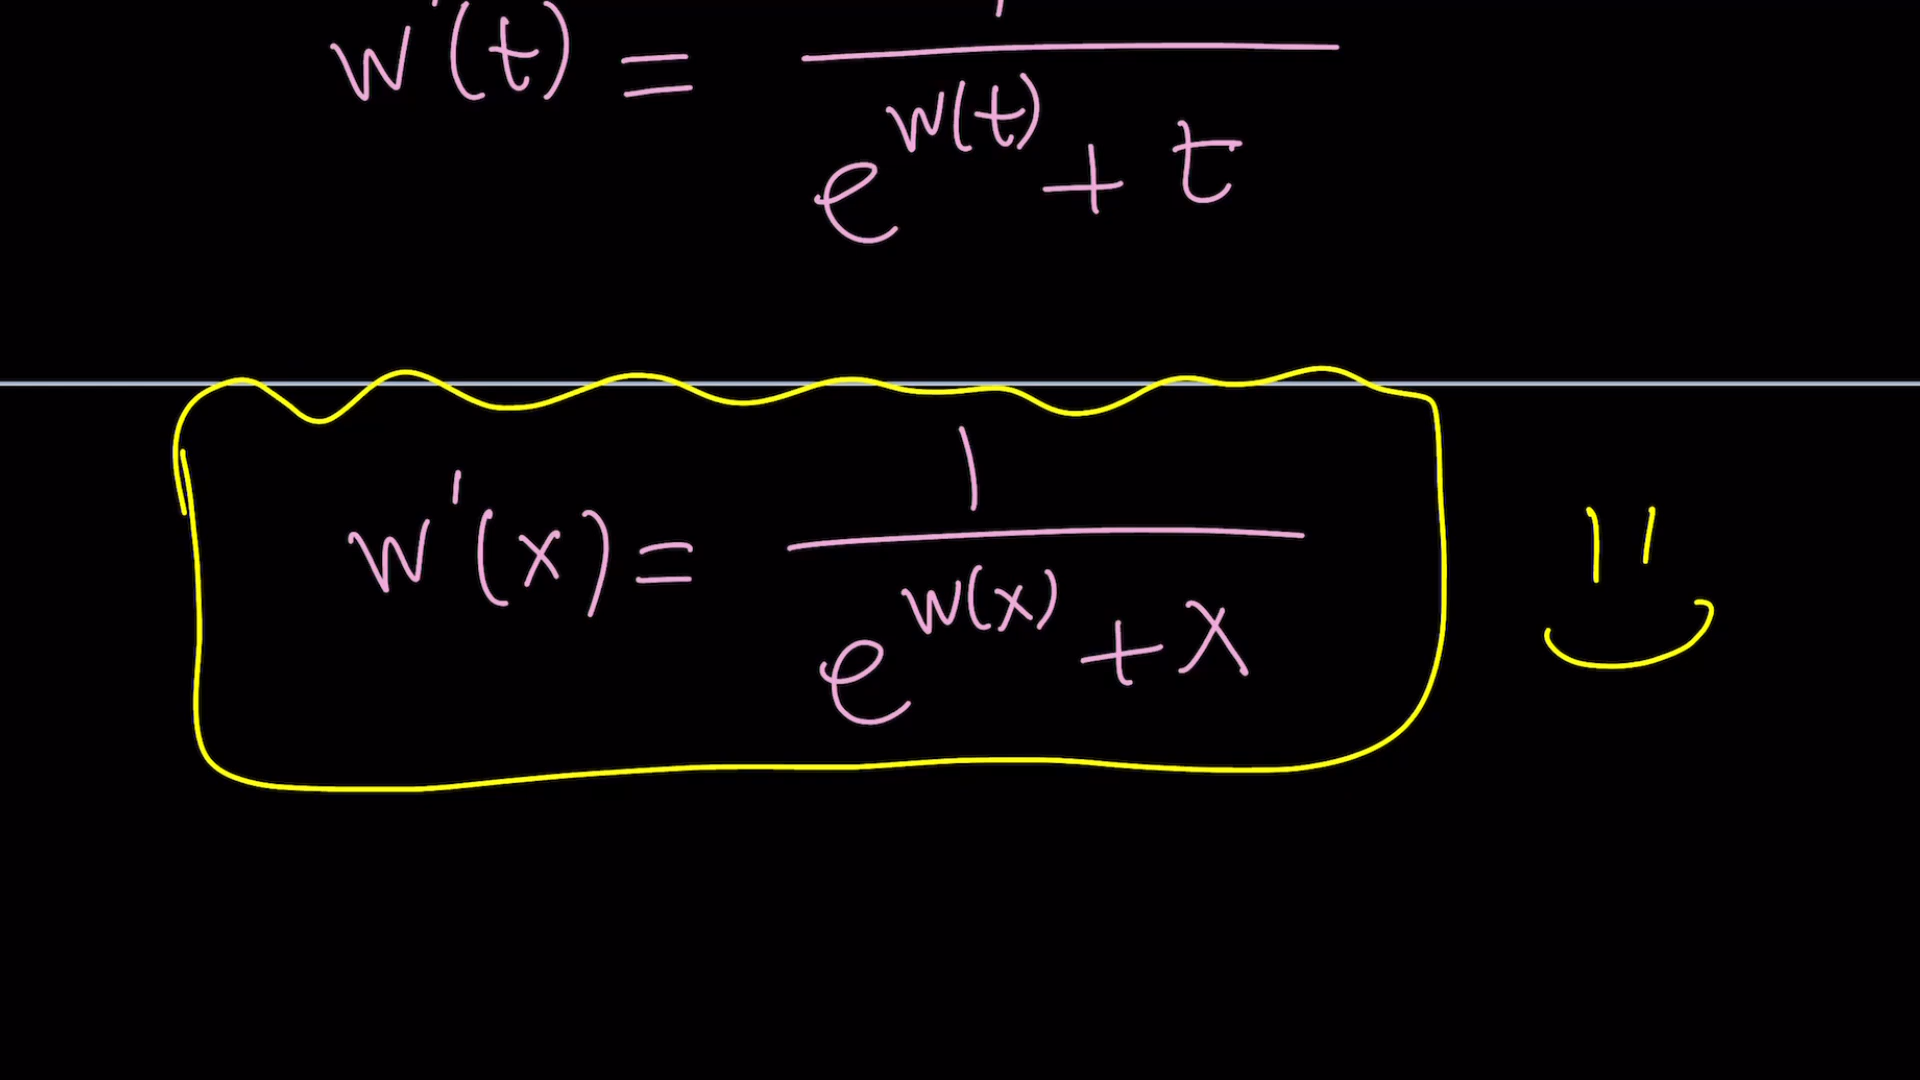 w'(t) = 1/(e^{w(t)} + t)
w'(x) = 1/(e^{w(x)} + x)